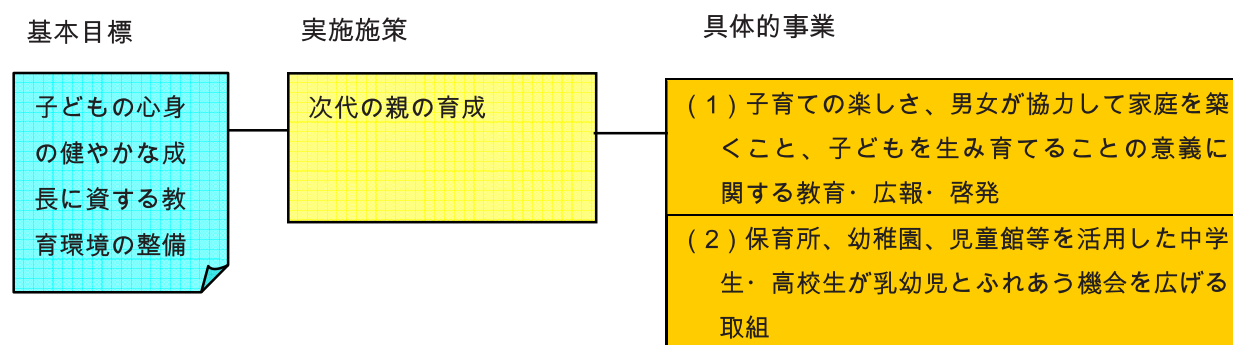 基本目標
実施施策
具体的事業
子どもの心身
の健やかな成
長に資する教
育環境の整備
次代の親の育成
(1)子育ての楽しさ、男女が協力して家庭を築
くこと、子どもを生み育てることの意義に
関する教育・広報・啓発
(2)保育所、幼稚園、児童館等を活用した中学
生・高校生が乳幼児とふれあう機会を広げる
取組